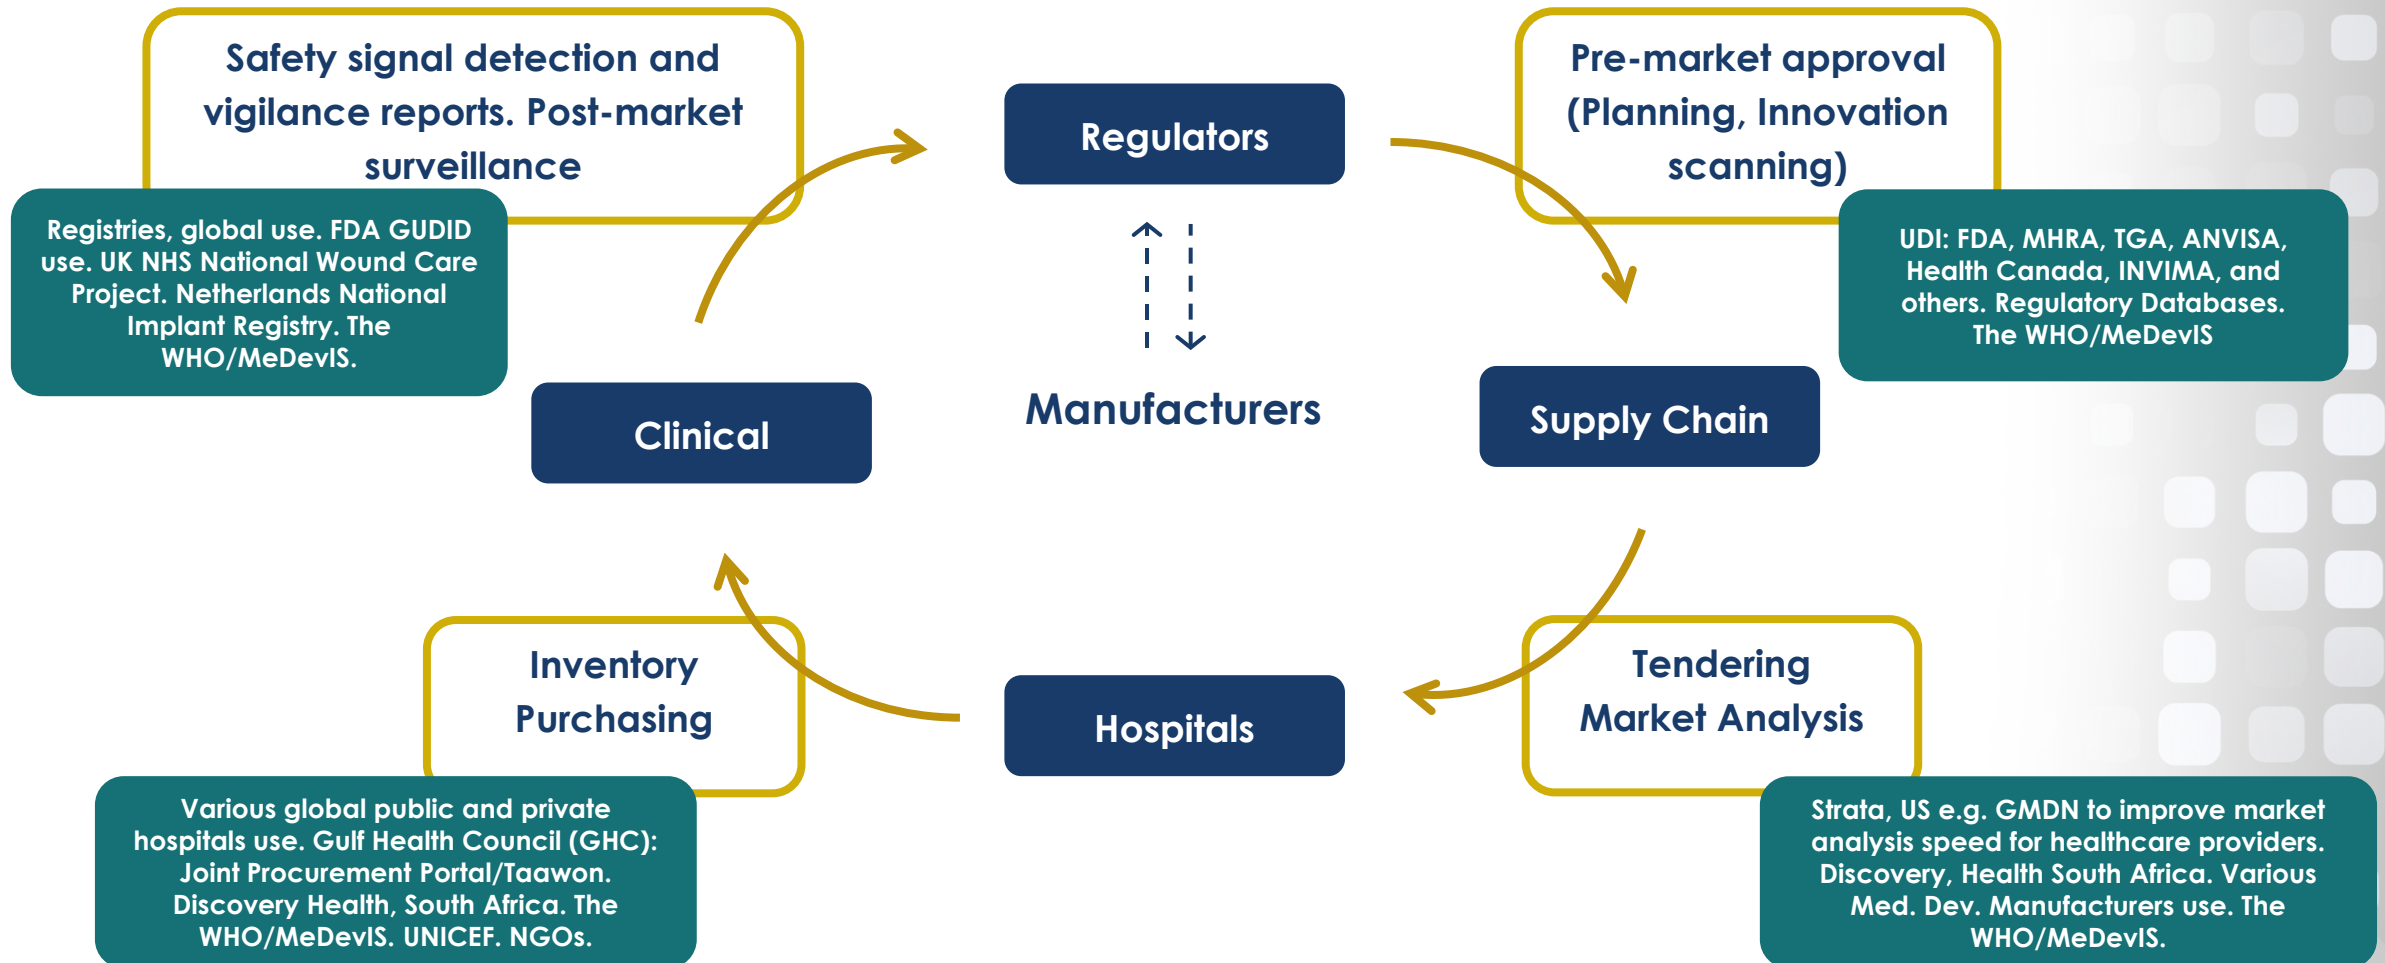 Safety signal detection and
vigilance reports. Post-market
surveillance
Registries, global use. FDA GUDID
use. UK NHS National Wound Care
Project. Netherlands National
Implant Registry. The
WHO/MeDevIS.
Regulators
Pre-market approval
(Planning, Innovation
scanning)
UDI: FDA, MHRA, TGA, ANVISA,
Health Canada, INVIMA, and
others. Regulatory Databases.
The WHO/MeDevIS
Manufacturers
Clinical
Supply Chain
Inventory
Purchasing
Various global public and private
hospitals use. Gulf Health Council (GHC):
Joint Procurement Portal/Taawon.
Discovery Health, South Africa. The
WHO/MeDevIS. UNICEF. NGOs.
Hospitals
Tendering
Market Analysis
Strata, US e.g. GMDN to improve market
analysis speed for healthcare providers.
Discovery, Health South Africa. Various
Med. Dev. Manufacturers use. The
WHO/MeDevIS.